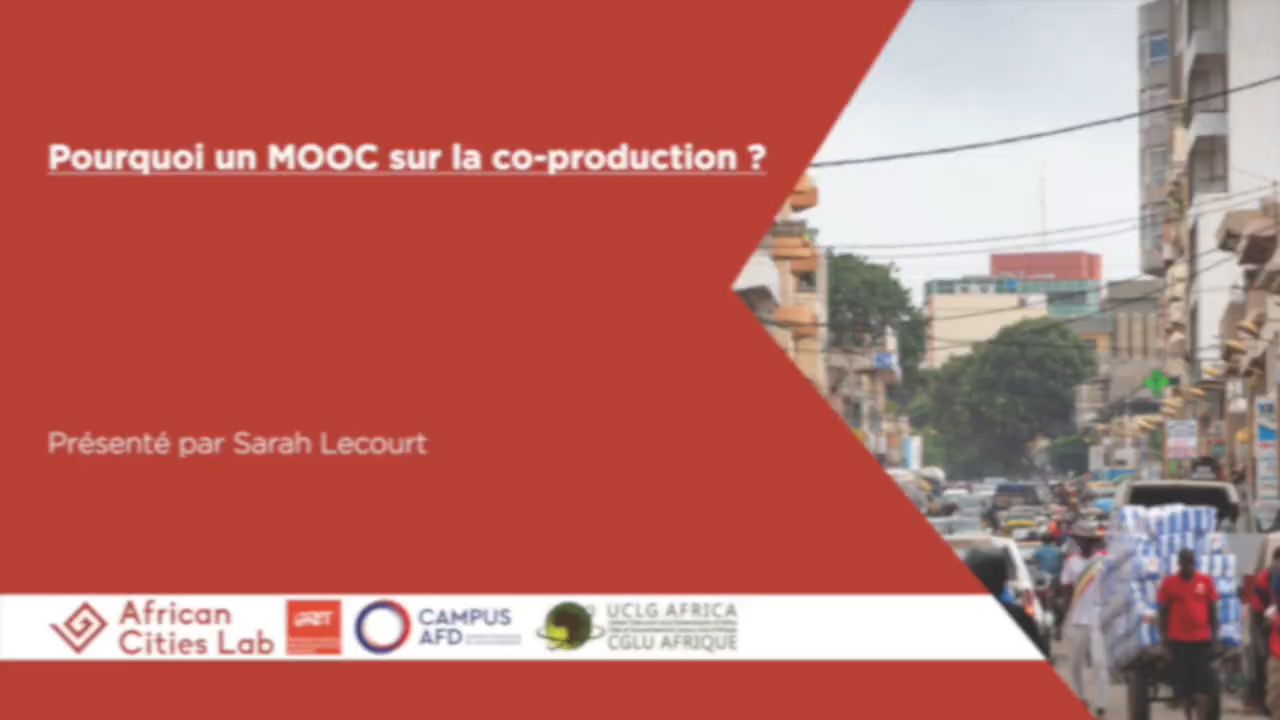 Pourquoi un MOOC sur la co-production ?
Présenté par Sarah Lecourt
African
Cities Lab
CAMPUS
AFD
UCLG AFRICA
CGLU AFRIQUE